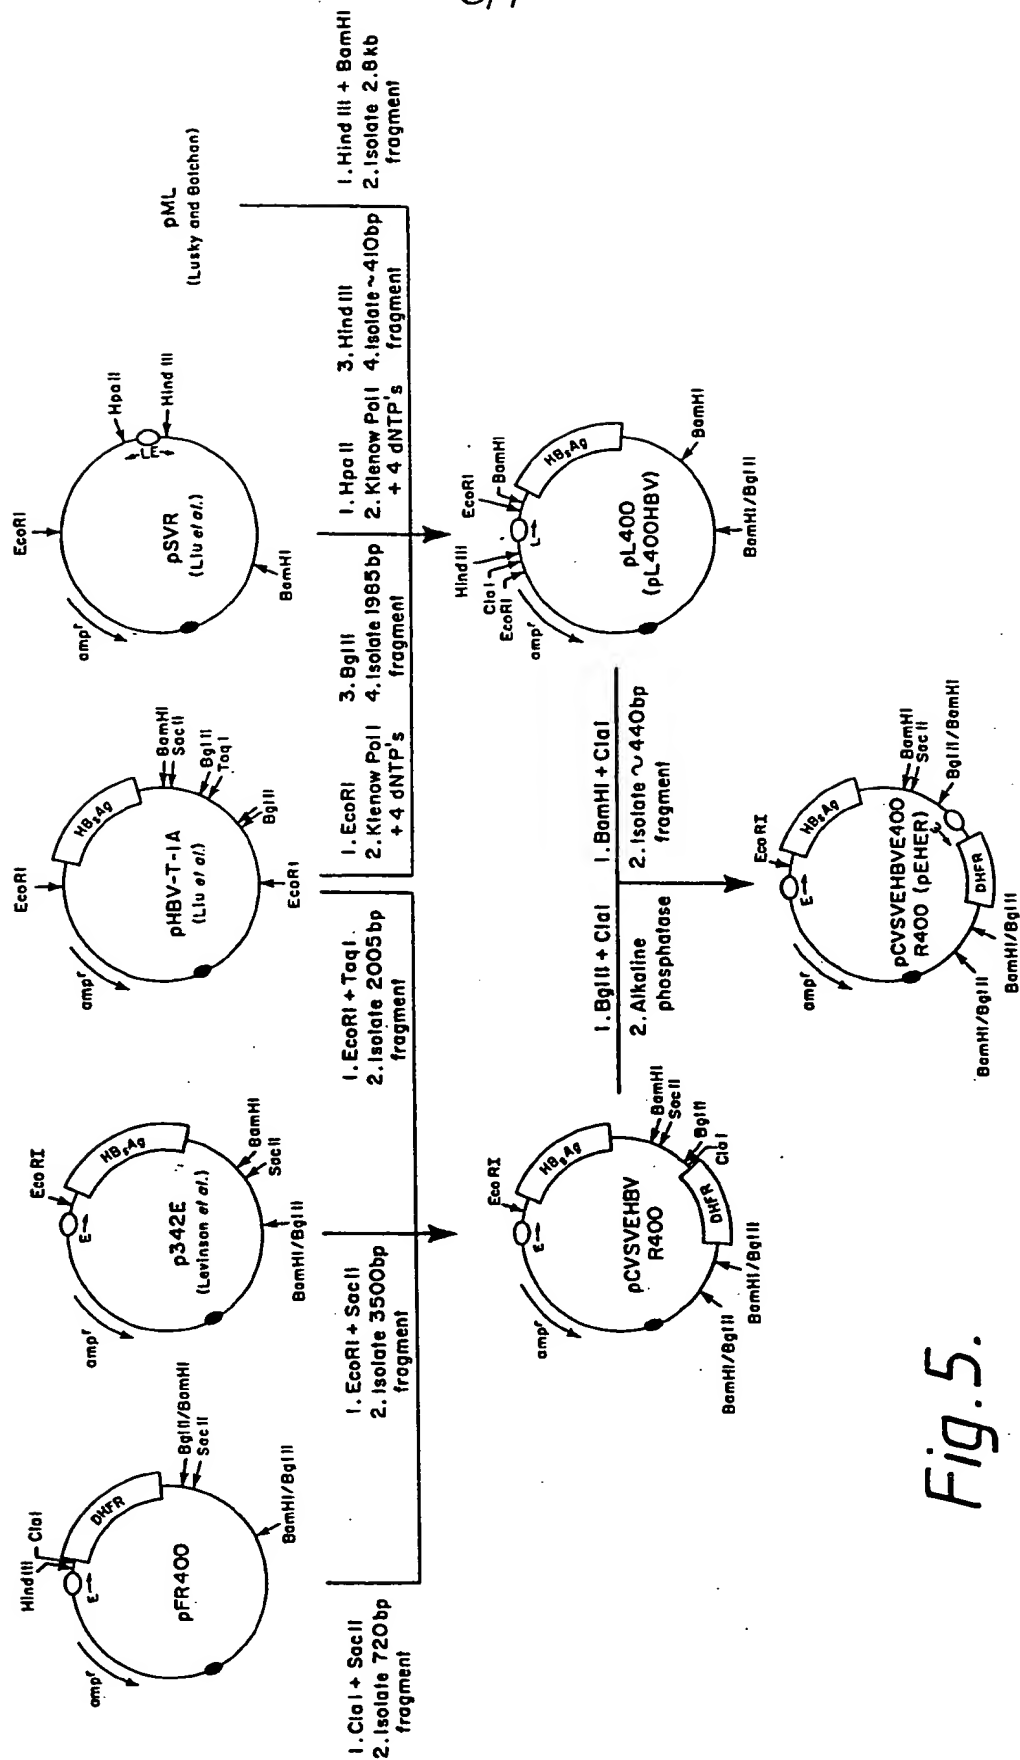 HindIII
ClaI
DHFR
BglII/BamHI
SacII
BamHI/BglII
E
ampr
pFR400
EcoRI
HBsAg
BamHI
SacII
BamHI/BglII
E
ampr
p342E
(Levinson et al.)
EcoRI
HBsAg
BamHI
SacII
BglII
TaqI
BglII
EcoRI
ampr
pHBV-T-1A
(Liu et al.)
EcoRI
HpaII
LE
Hind III
BamHI
ampr
pSVR
(Liu et al.)
pML
(Lusky and Botchan)
1. ClaI + SacII
2. Isolate 720bp
fragment
1. EcoRI + SacII
2. Isolate 3500bp
fragment
1. EcoRI + TaqI
2. Isolate 2005bp
fragment
1. EcoRI
2. Klenow PolI
+ 4 dNTP's
3. BglII
4. Isolate 1985bp
fragment
1. HpaII
2. Klenow PolI
+ 4 dNTP's
3. Hind III
4. Isolate ~410bp
fragment
1. Hind III + BamHI
2. Isolate 2.8kb
fragment
EcoRI
HBsAg
BamHI
SacII
BglII
ClaI
DHFR
BamHI/BglII
BamHI/BglII
E
ampr
pCVSVEHBV
R400
1. BglII + ClaI
2. Alkaline
phosphatase
1. BamHI + ClaI
2. Isolate ~440bp
fragment
HindIII
ClaI
EcoRI
L
EcoRI
BamHI
HBsAg
BamHI
BamHI/BglII
ampr
pL400
(pL400HBV)
EcoRI
HBsAg
BamHI
SacII
BglII/BamHI
DHFR
BamHI/BglII
BamHI/BglII
E
ampr
pCVSVEHBVE400
R400 (pEHER)
Fig. 5.